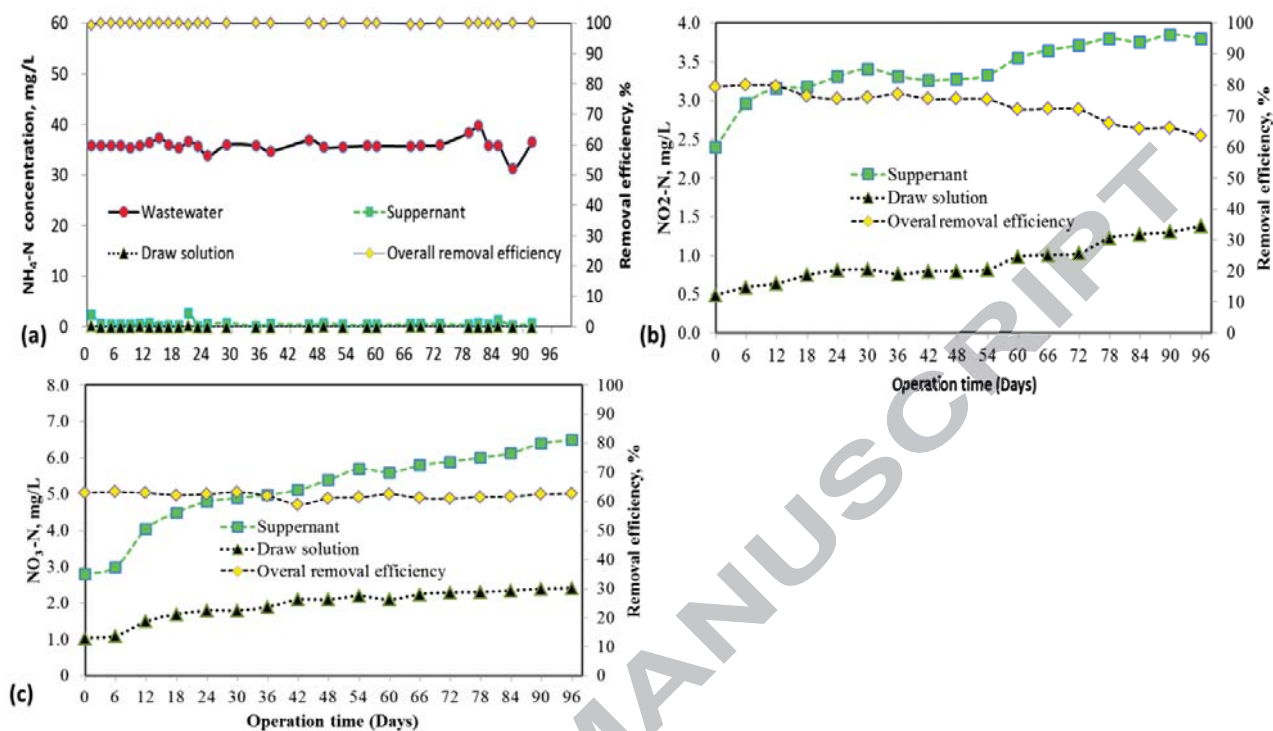 60
50
40
30
20
10
0
NH₄-N concentration, mg/L
100
90
80
70
60
50
40
30
20
10
0
Removal efficiency, %
Wastewater
Suppernant
Draw solution
Overall removal efficiency
(a)
0 6 12 18 24 30 36 42 48 54 60 66 72 78 84 90 96
4.0
3.5
3.0
2.5
2.0
1.5
1.0
0.5
0.0
NO2-N, mg/L
100
90
80
70
60
50
40
30
20
10
0
Removal efficiency, %
Suppernant
Draw solution
Overal removal efficiency
(b)
0 6 12 18 24 30 36 42 48 54 60 66 72 78 84 90 96
Operation time (Days)
8.0
7.0
6.0
5.0
4.0
3.0
2.0
1.0
0
NO₃-N, mg/L
100
90
80
70
60
50
40
30
20
10
0
Removal efficiency, %
Suppernant
Draw solution
Overal removal efficiency
(c)
0 6 12 18 24 30 36 42 48 54 60 66 72 78 84 90 96
Operation time (Days)
MANUSCRIPT